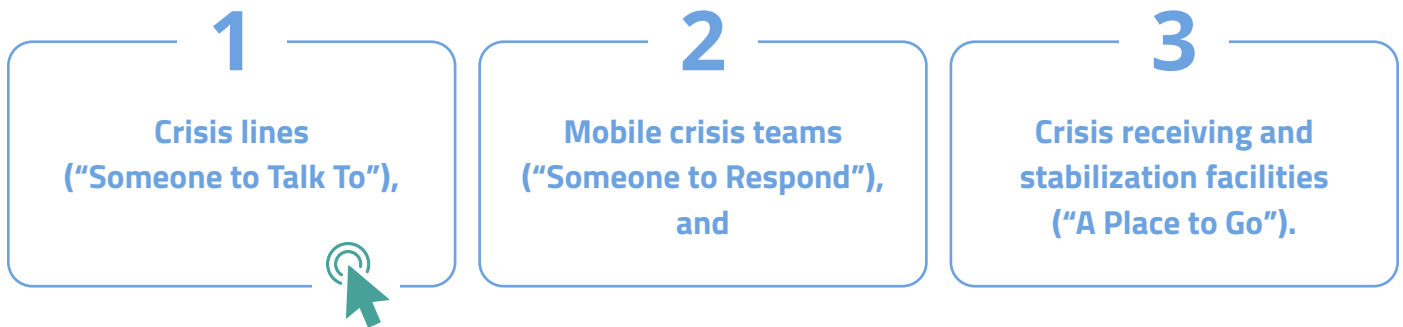 1
Crisis lines
(“Someone to Talk To”),
2
Mobile crisis teams
(“Someone to Respond”),
and
3
Crisis receiving and
stabilization facilities
(“A Place to Go”).